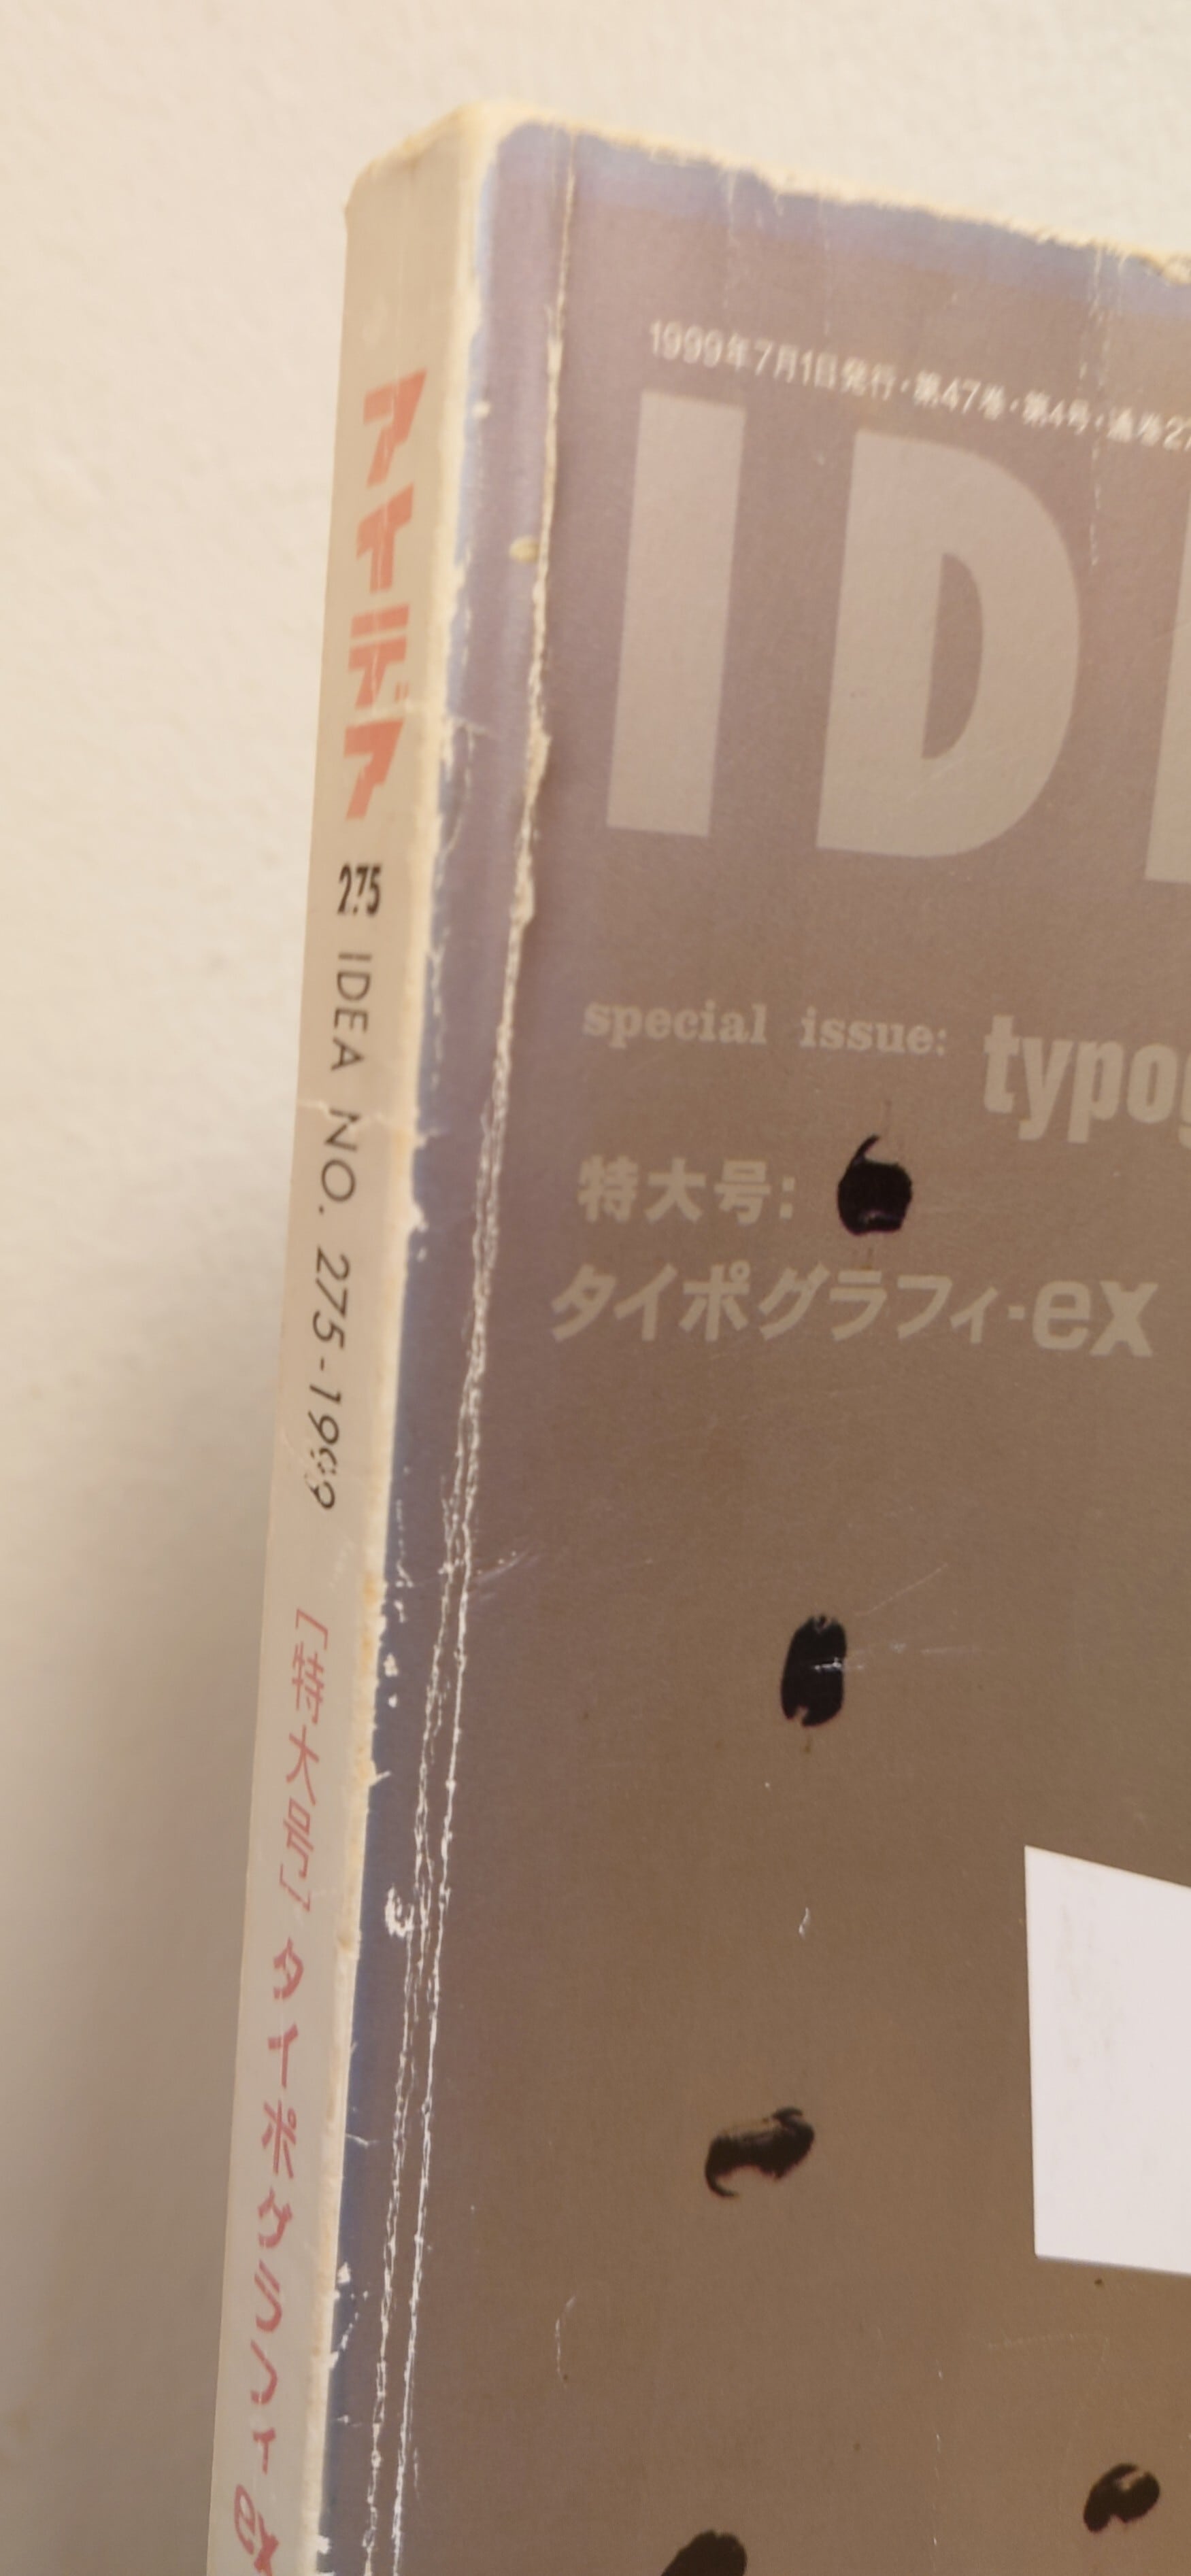 アイデア
275
IDEA NO. 275-1999
[特大号] タイポグラフィ-ex
1999年7月1日発行・第47巻・第4号・通巻27
ID
special issue: typog
特大号:
タイポグラフィ-ex